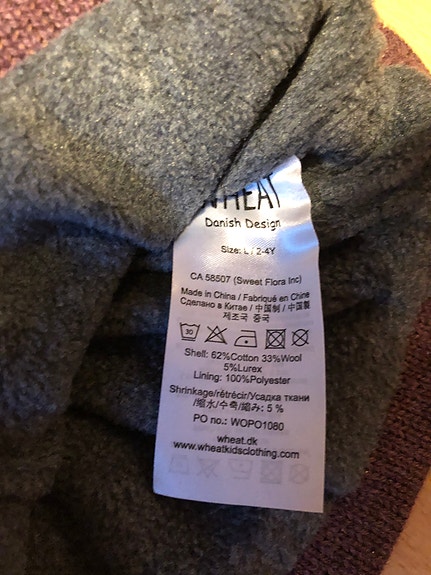 WHEAT
Danish Design
Size: L / 2-4Y
CA 58507 (Sweet Flora Inc)
Made in China / Fabriqué en Chine
Сделано в Китае / 中国制 / 中國製
제조국 중국
30
Shell: 62%Cotton 33%Wool
5%Lurex
Lining: 100%Polyester
Shrinkage/rétrécir/Усадка ткани
/缩水/수축/縮み: 5 %
PO no.: WOPO1080
wheat.dk
www.wheatkidsclothing.com